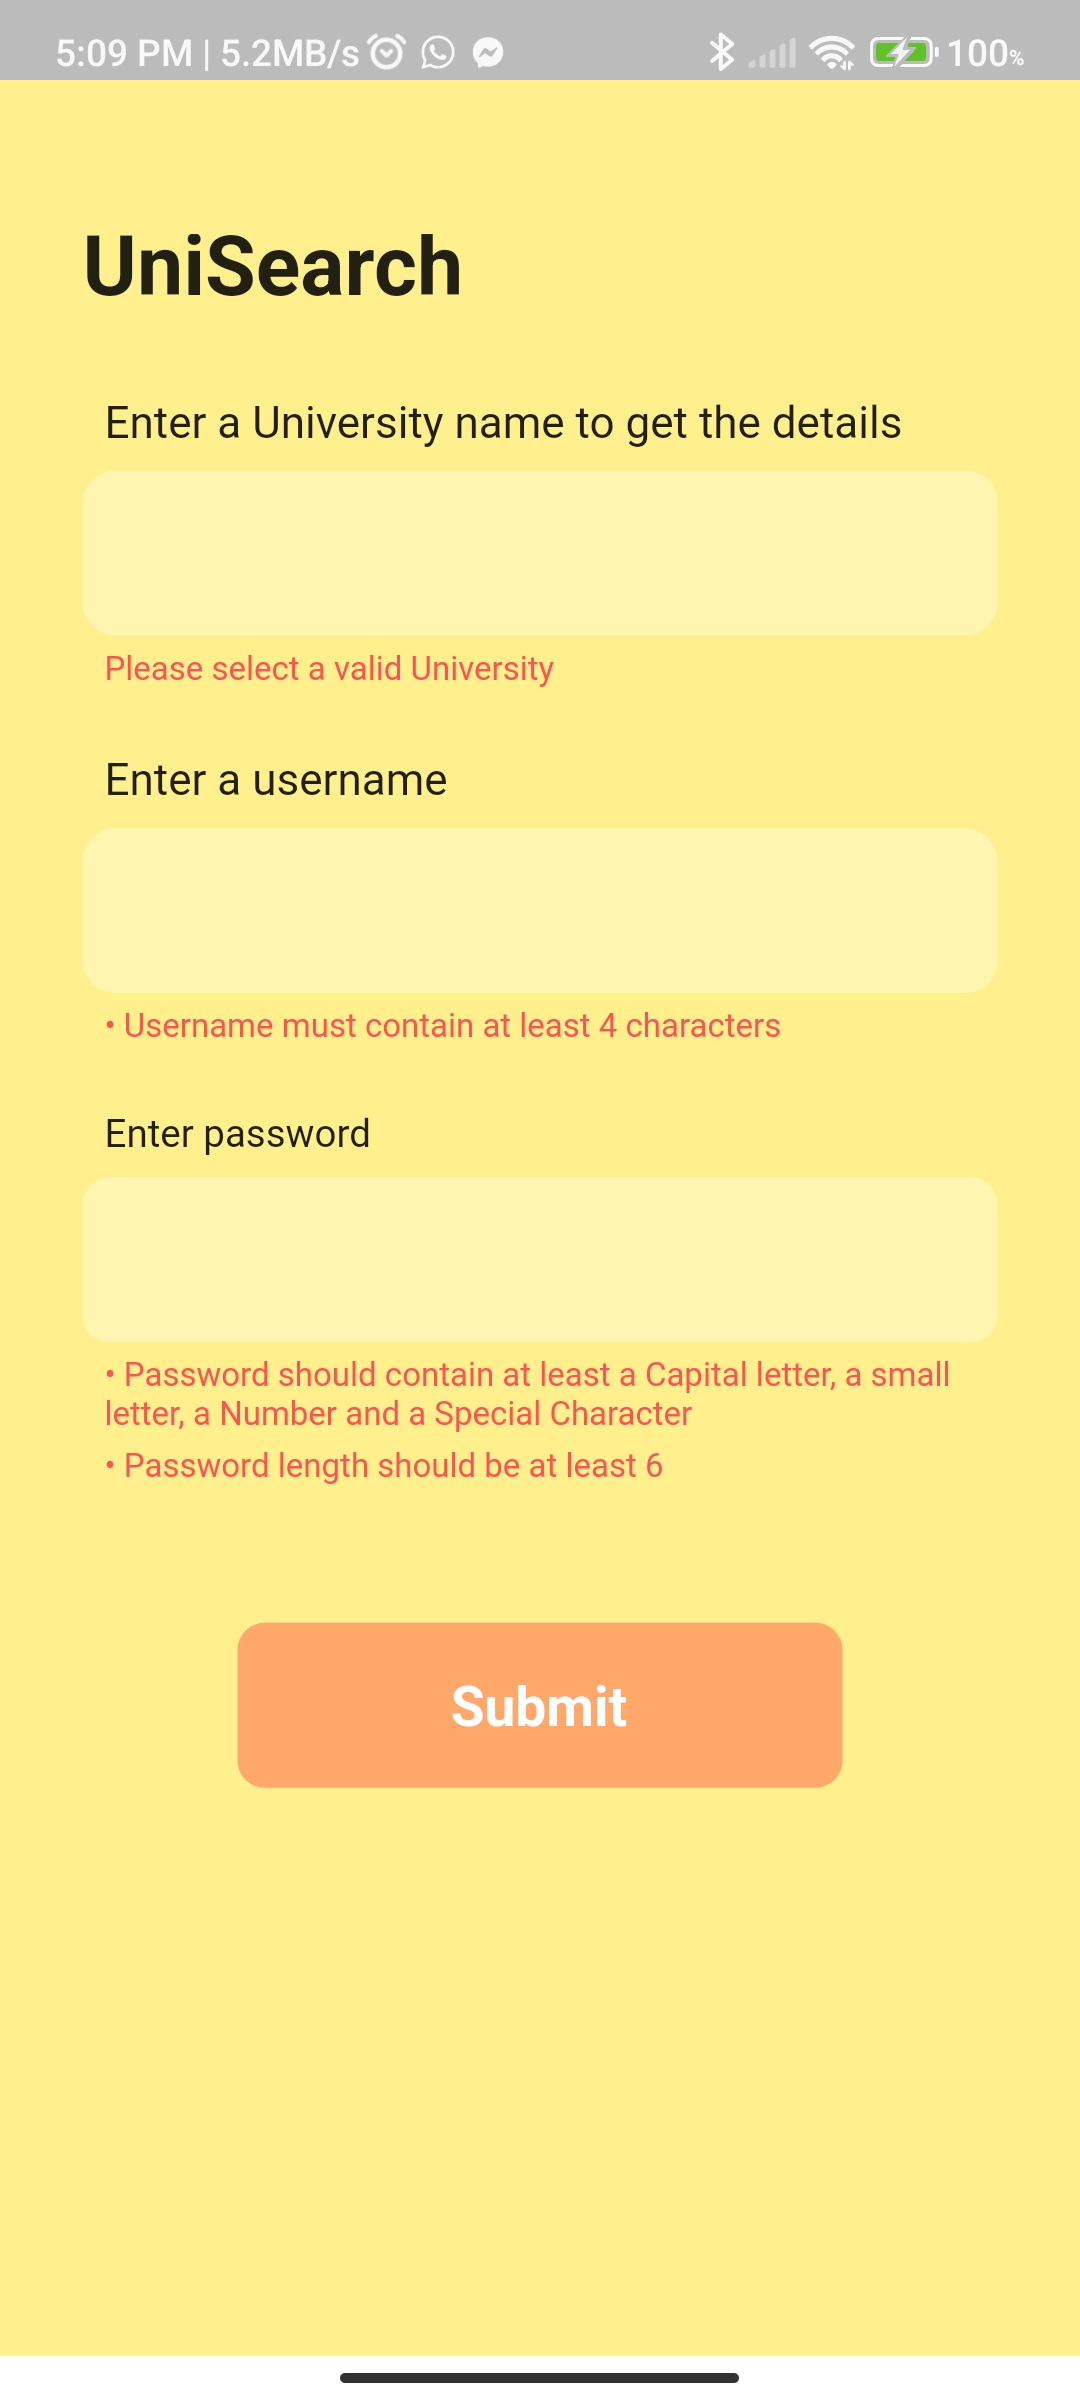 5:09 PM | 5.2MB/s 100%
UniSearch
Enter a University name to get the details
Please select a valid University
Enter a username
• Username must contain at least 4 characters
Enter password
• Password should contain at least a Capital letter, a small
letter, a Number and a Special Character
• Password length should be at least 6
Submit